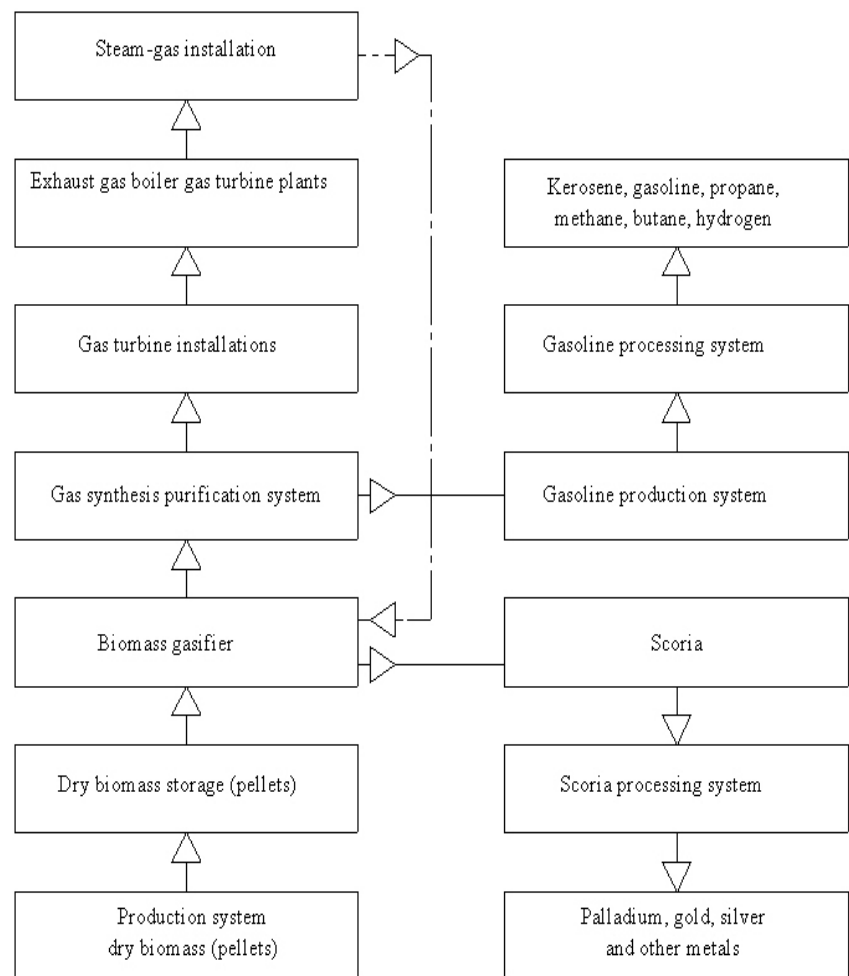 Steam-gas installation
Exhaust gas boiler gas turbine plants
Kerosene, gasoline, propane,
methane, butane, hydrogen
Gas turbine installations
Gasoline processing system
Gas synthesis purification system
Gasoline production system
Biomass gasifier
Scoria
Dry biomass storage (pellets)
Scoria processing system
Production system
dry biomass (pellets)
Palladium, gold, silver
and other metals